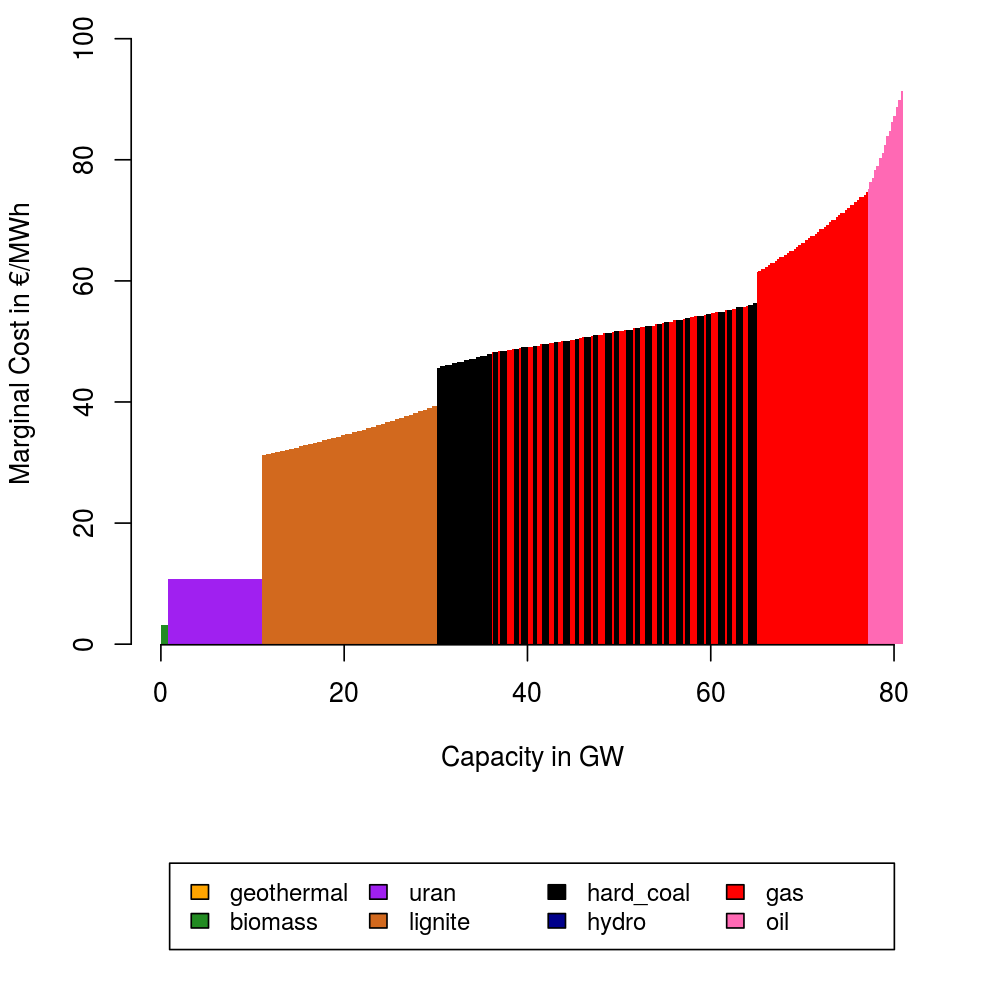 100
80
60
40
20
0
Marginal Cost in €/MWh
0 20 40 60 80
Capacity in GW
geothermal uran hard_coal gas
biomass lignite hydro oil